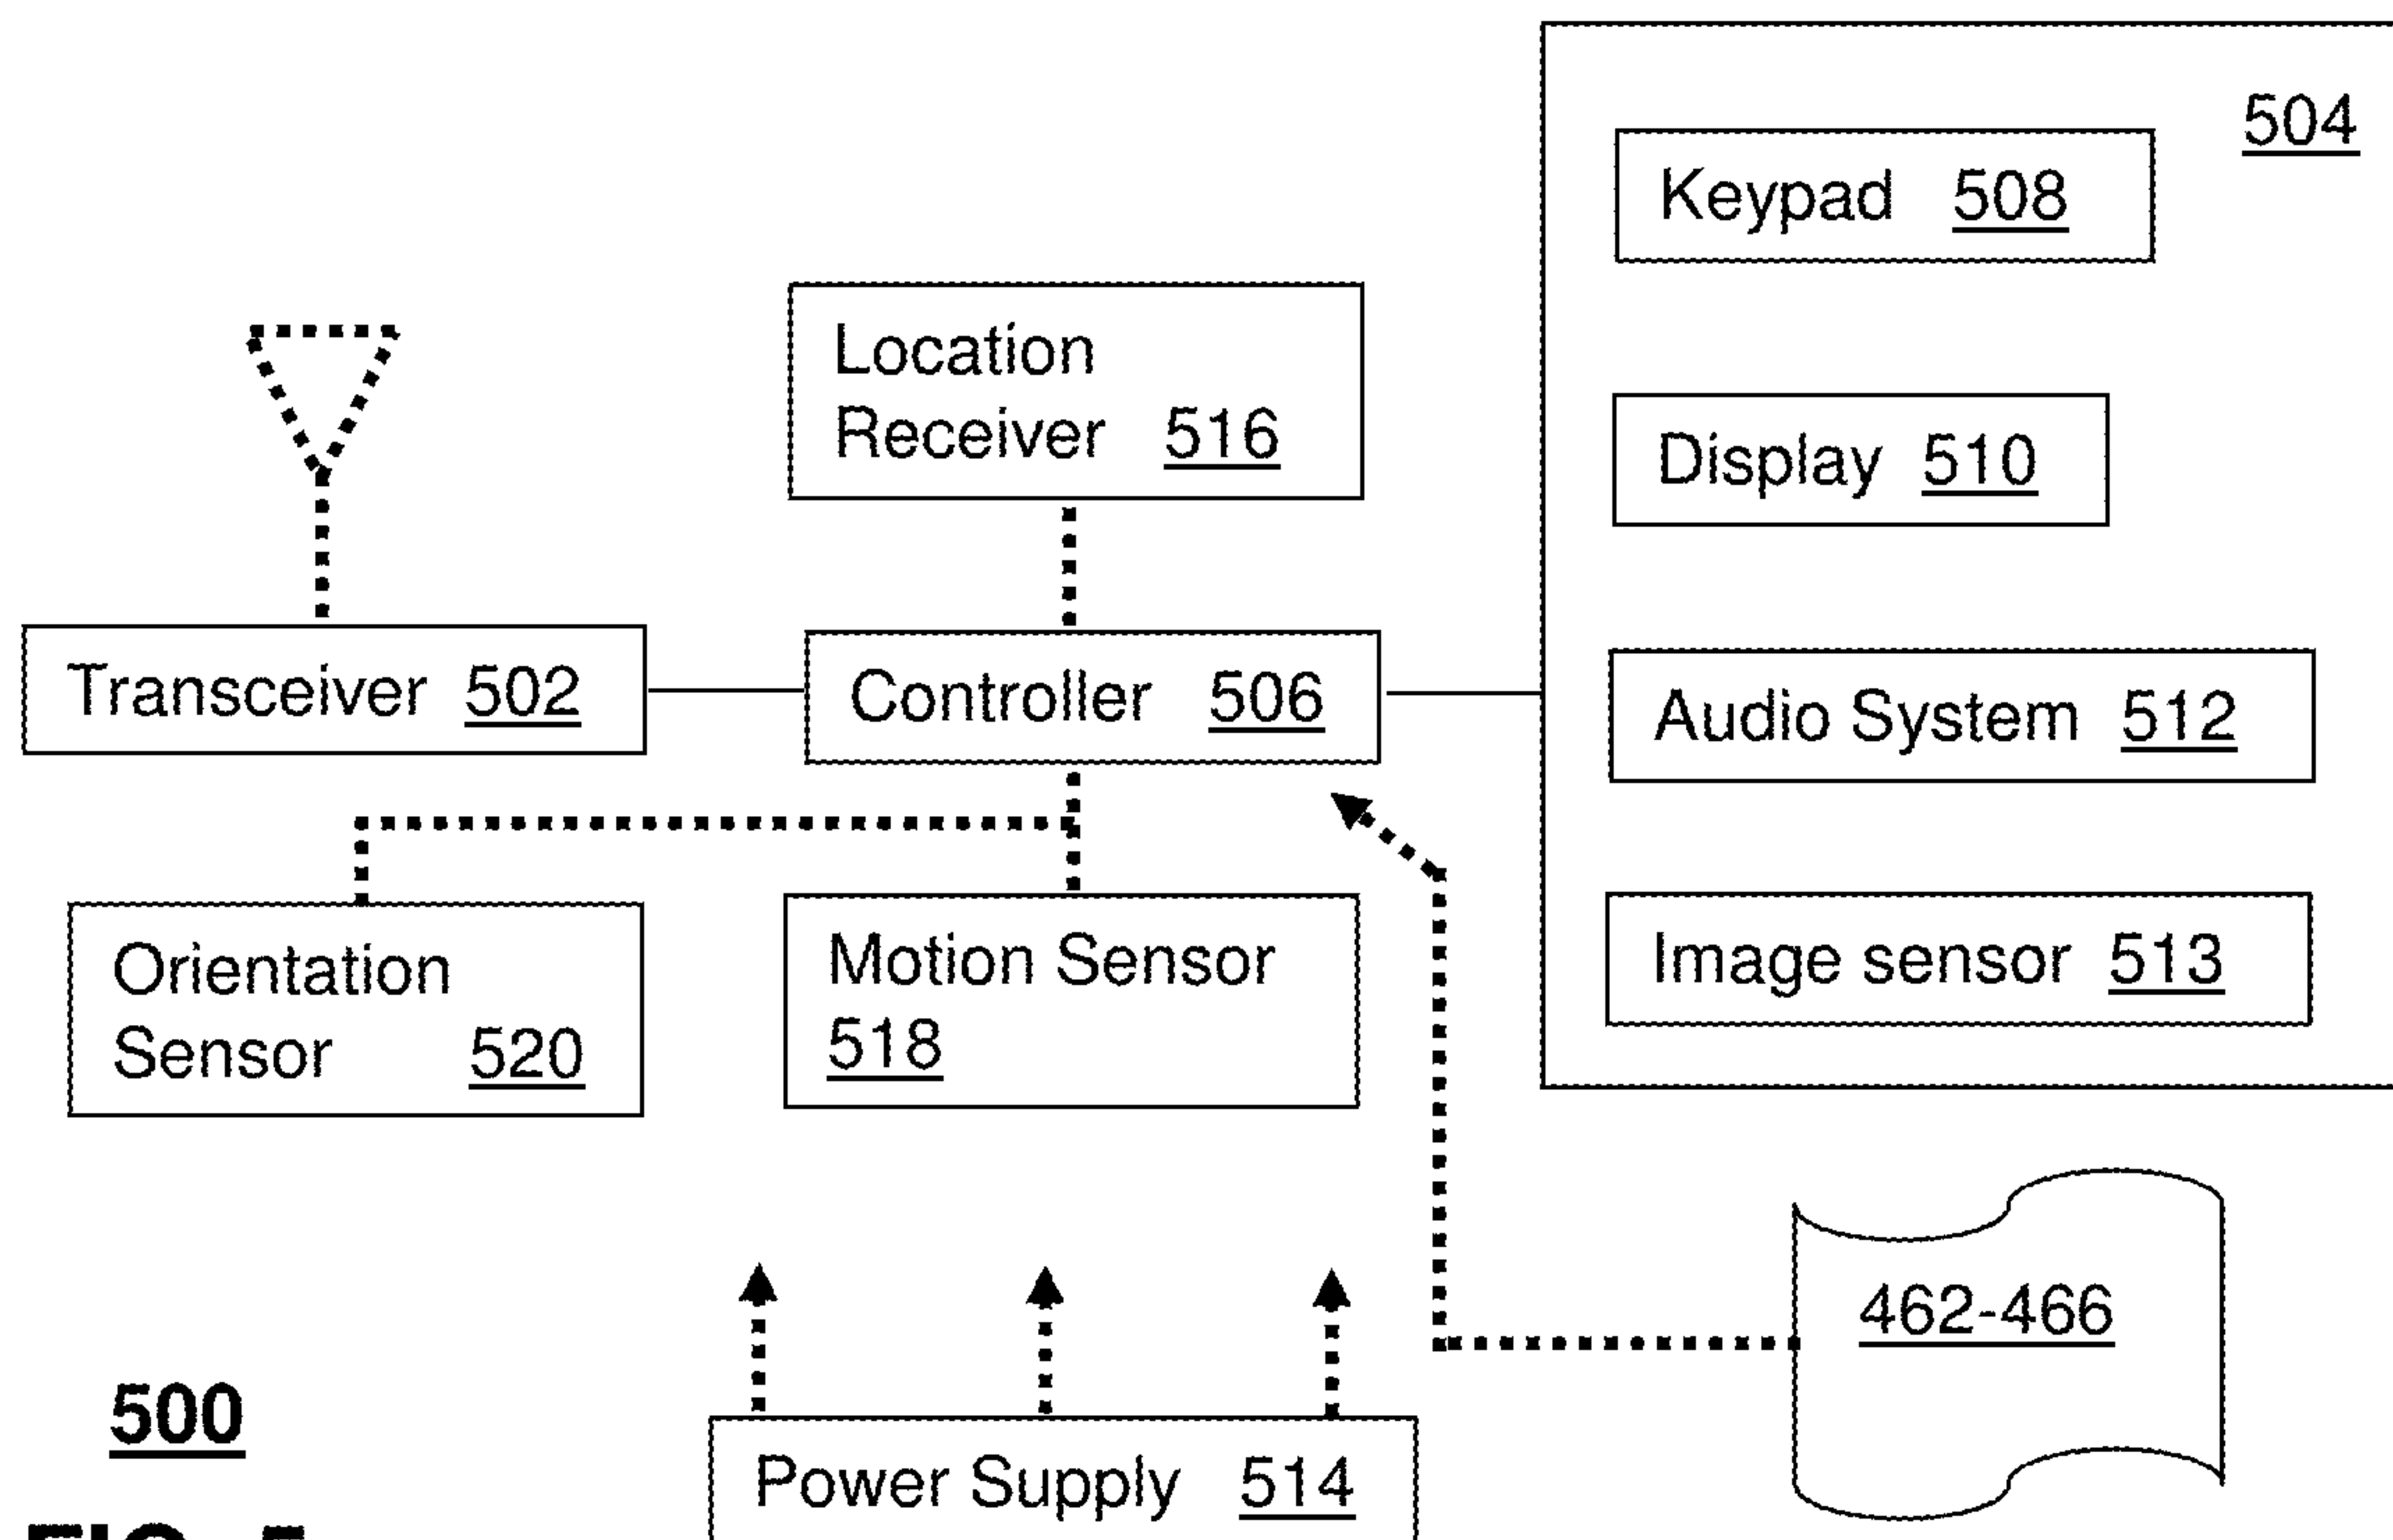 504
Keypad 508
Location
Receiver 516
Display 510
Transceiver 502
Controller 506
Audio System 512
Orientation
Sensor 520
Motion Sensor
518
Image sensor 513
462-466
500
Power Supply 514